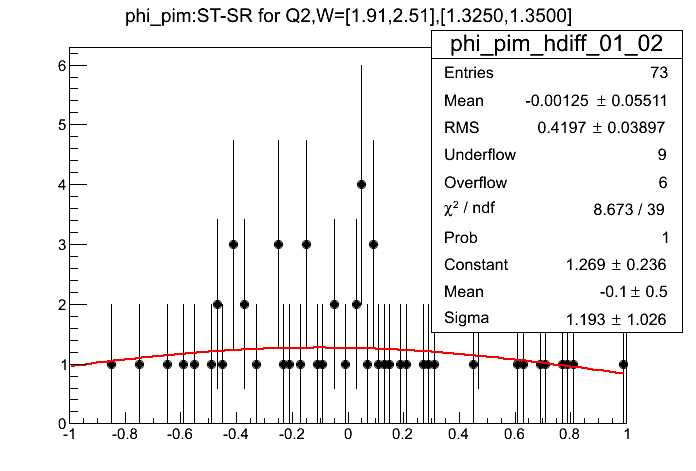 phi_pim:ST-SR for Q2,W=[1.91,2.51],[1.3250,1.3500]
phi_pim_hdiff_01_02
Entries 73
Mean -0.00125 ± 0.05511
RMS 0.4197 ± 0.03897
Underflow 9
Overflow 6
χ² / ndf 8.673 / 39
Prob 1
Constant 1.269 ± 0.236
Mean -0.1 ± 0.5
Sigma 1.193 ± 1.026
6
5
4
3
2
1
0
-1 -0.8 -0.6 -0.4 -0.2 0 0.2 0.4 0.6 0.8 1